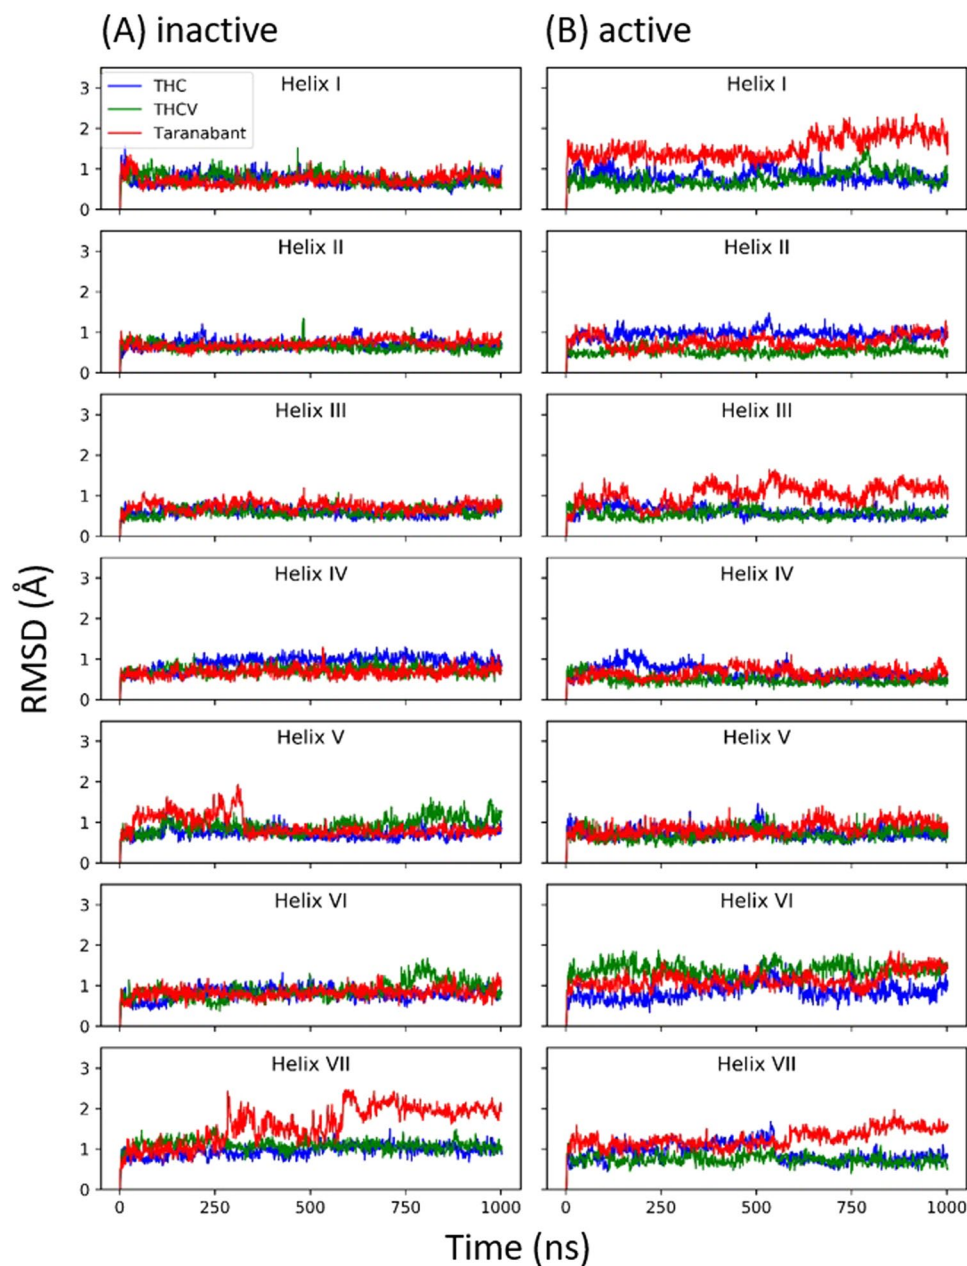 (A) inactive
(B) active
THC
THCV
Taranabant
Helix I
Helix I
3
2
1
0
Helix II
Helix II
3
2
1
0
Helix III
Helix III
3
2
1
0
Helix IV
Helix IV
3
2
1
0
Helix V
Helix V
3
2
1
0
Helix VI
Helix VI
3
2
1
0
Helix VII
Helix VII
3
2
1
0
RMSD (Å)
0 250 500 750 1000
0 250 500 750 1000
Time (ns)